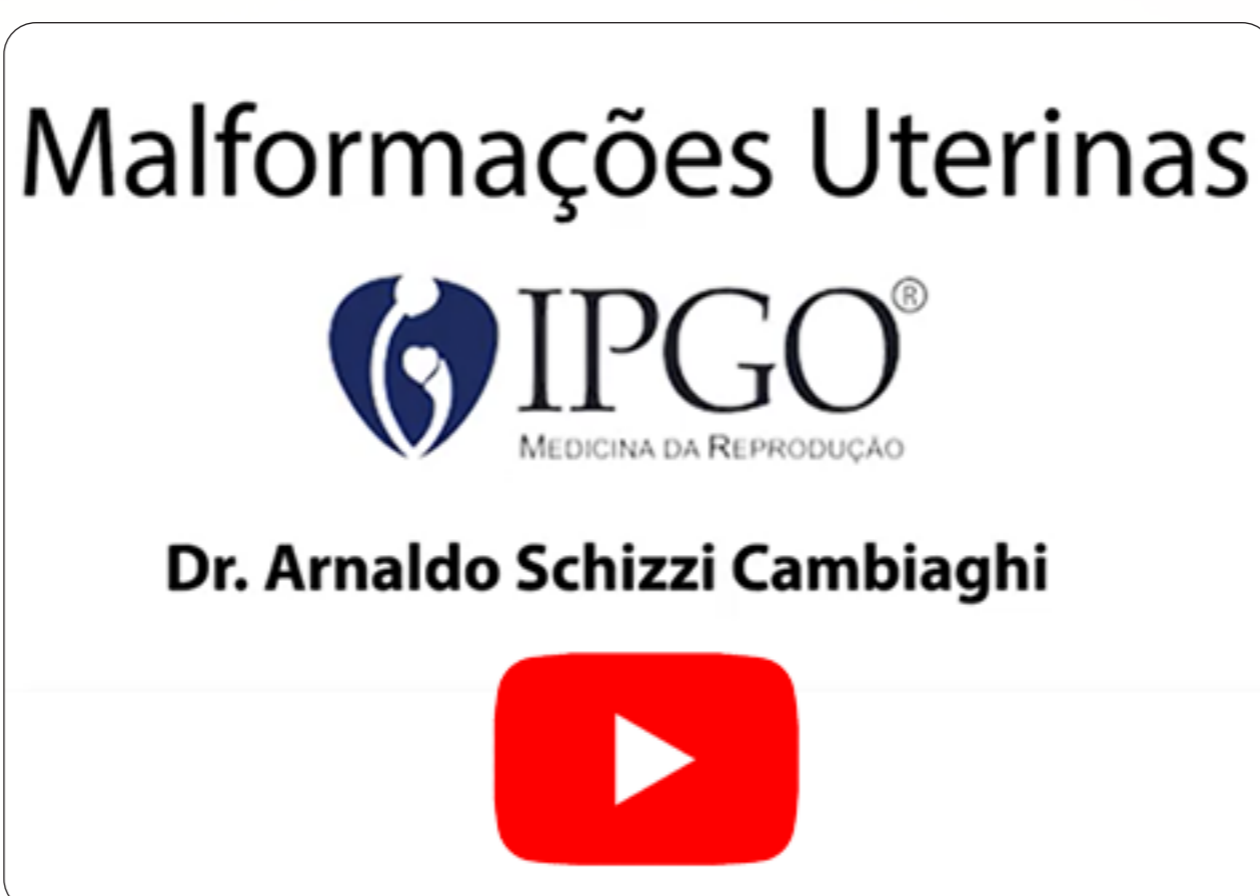 Malformações Uterinas
IPGO®
MEDICINA DA REPRODUÇÃO
Dr. Arnaldo Schizzi Cambiaghi